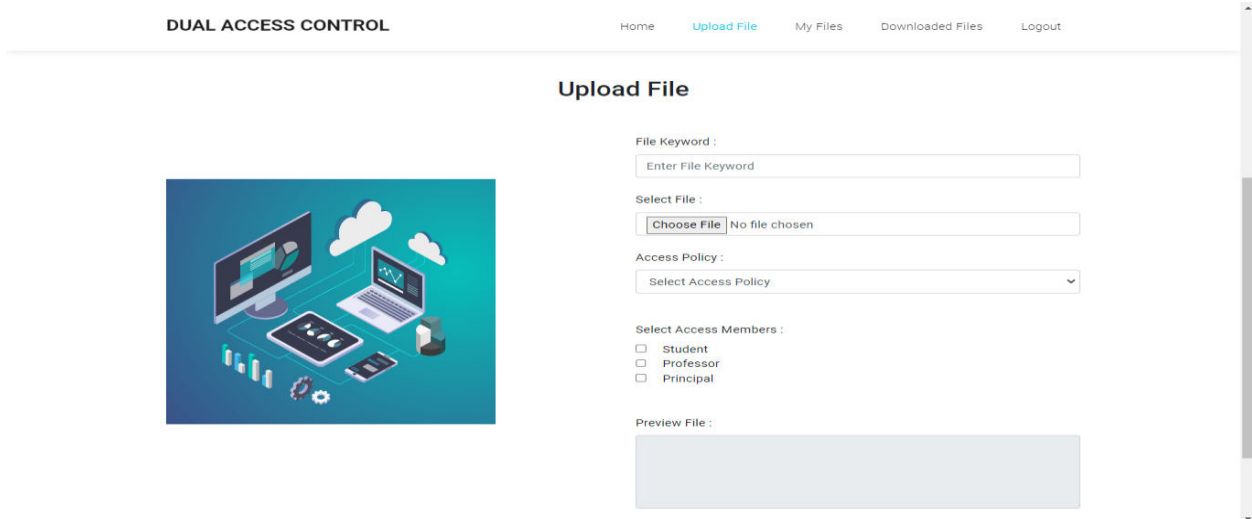 DUAL ACCESS CONTROL
Home Upload File My Files Downloaded Files Logout
Upload File
File Keyword :
Enter File Keyword
Select File :
Choose File No file chosen
Access Policy :
Select Access Policy
Select Access Members :
Student
Professor
Principal
Preview File :